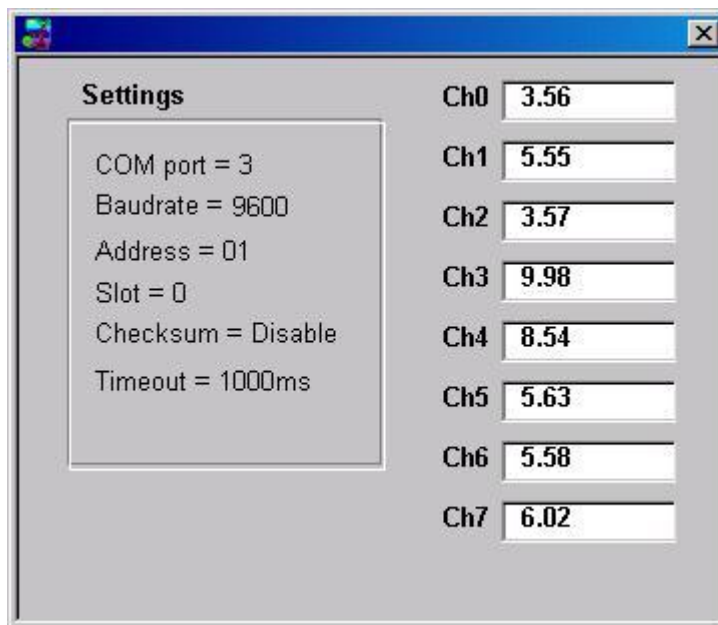 Settings
COM port = 3
Baudrate = 9600
Address = 01
Slot = 0
Checksum = Disable
Timeout = 1000ms
Ch0 3.56
Ch1 5.55
Ch2 3.57
Ch3 9.98
Ch4 8.54
Ch5 5.63
Ch6 5.58
Ch7 6.02